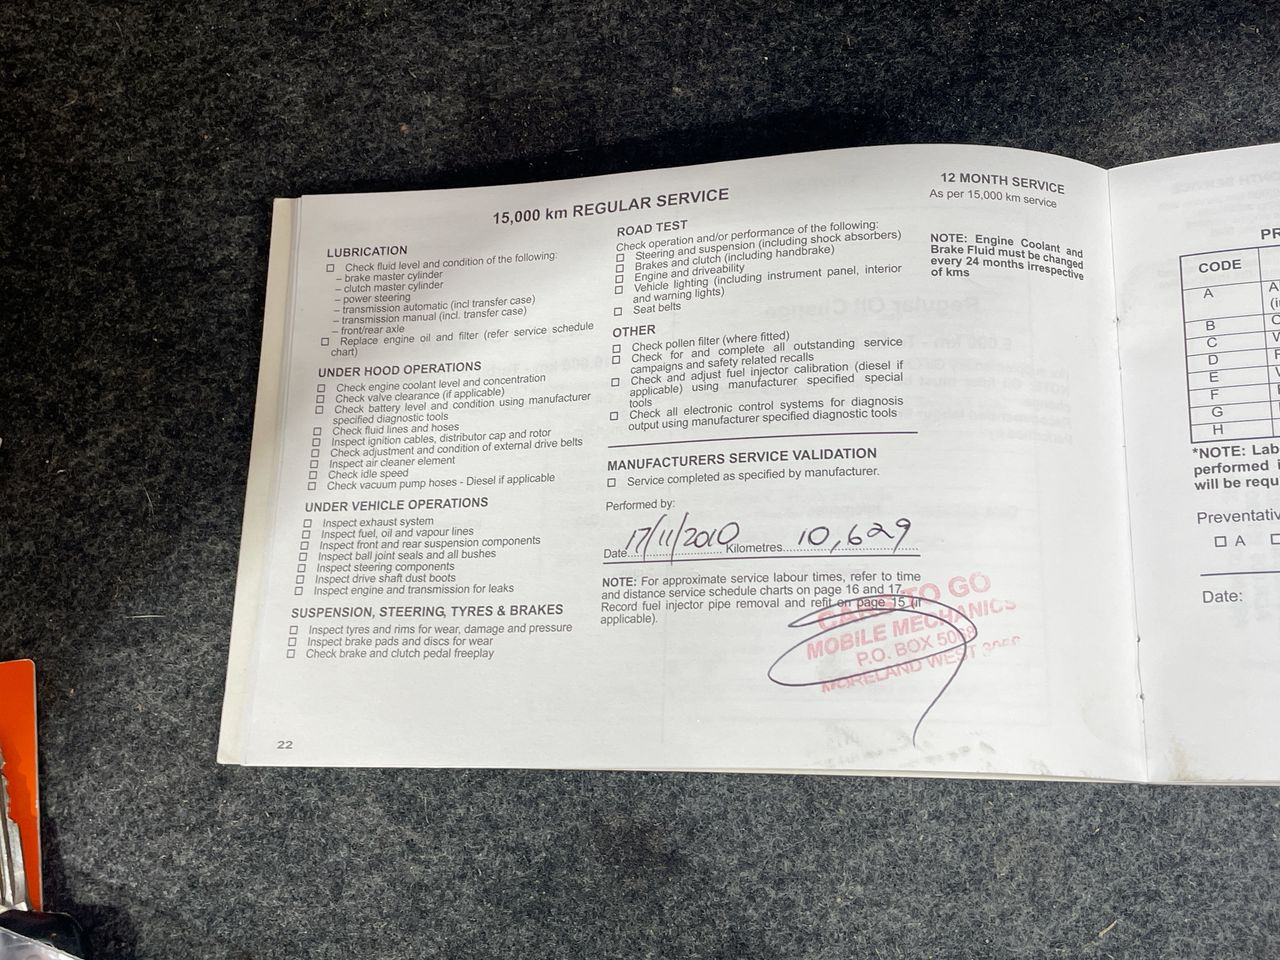 15,000 km REGULAR SERVICE
LUBRICATION
☐ Check fluid level and condition of the following:
– brake master cylinder
– clutch master cylinder
– power steering
– transmission automatic (incl transfer case)
– transmission manual (incl. transfer case)
– front/rear axle
☐ Replace engine oil and filter (refer service schedule
chart)
UNDER HOOD OPERATIONS
☐ Check engine coolant level and concentration
☐ Check valve clearance (if applicable)
☐ Check battery level and condition using manufacturer
specified diagnostic tools
☐ Check fluid lines and hoses
☐ Inspect ignition cables, distributor cap and rotor
☐ Check adjustment and condition of external drive belts
☐ Inspect air cleaner element
☐ Check idle speed
☐ Check vacuum pump hoses - Diesel if applicable
UNDER VEHICLE OPERATIONS
☐ Inspect exhaust system
☐ Inspect fuel, oil and vapour lines
☐ Inspect front and rear suspension components
☐ Inspect ball joint seals and all bushes
☐ Inspect steering components
☐ Inspect drive shaft dust boots
☐ Inspect engine and transmission for leaks
SUSPENSION, STEERING, TYRES & BRAKES
☐ Inspect tyres and rims for wear, damage and pressure
☐ Inspect brake pads and discs for wear
☐ Check brake and clutch pedal freeplay
22
ROAD TEST
Check operation and/or performance of the following:
☐ Steering and suspension (including shock absorbers)
☐ Brakes and clutch (including handbrake)
☐ Engine and driveability
☐ Vehicle lighting (including instrument panel, interior
and warning lights)
☐ Seat belts
OTHER
☐ Check pollen filter (where fitted)
☐ Check for and complete all outstanding service
campaigns and safety related recalls
☐ Check and adjust fuel injector calibration (diesel if
applicable) using manufacturer specified special
tools
☐ Check all electronic control systems for diagnosis
output using manufacturer specified diagnostic tools
MANUFACTURERS SERVICE VALIDATION
☐ Service completed as specified by manufacturer.
Performed by:
Date 17/11/2010 Kilometres 10,629
NOTE: For approximate service labour times, refer to time
and distance service schedule charts on page 16 and 17.
Record fuel injector pipe removal and refit on page 15 (if
applicable).
CARS TO GO
MOBILE MECHANICS
P.O. BOX
MORELAND WEST
12 MONTH SERVICE
As per 15,000 km service
NOTE: Engine Coolant and
Brake Fluid must be changed
every 24 months irrespective
of kms
PR
CODE
A
B
C
D
E
F
G
H
*NOTE: Lab
performed i
will be requ
Preventativ
☐ A
Date: